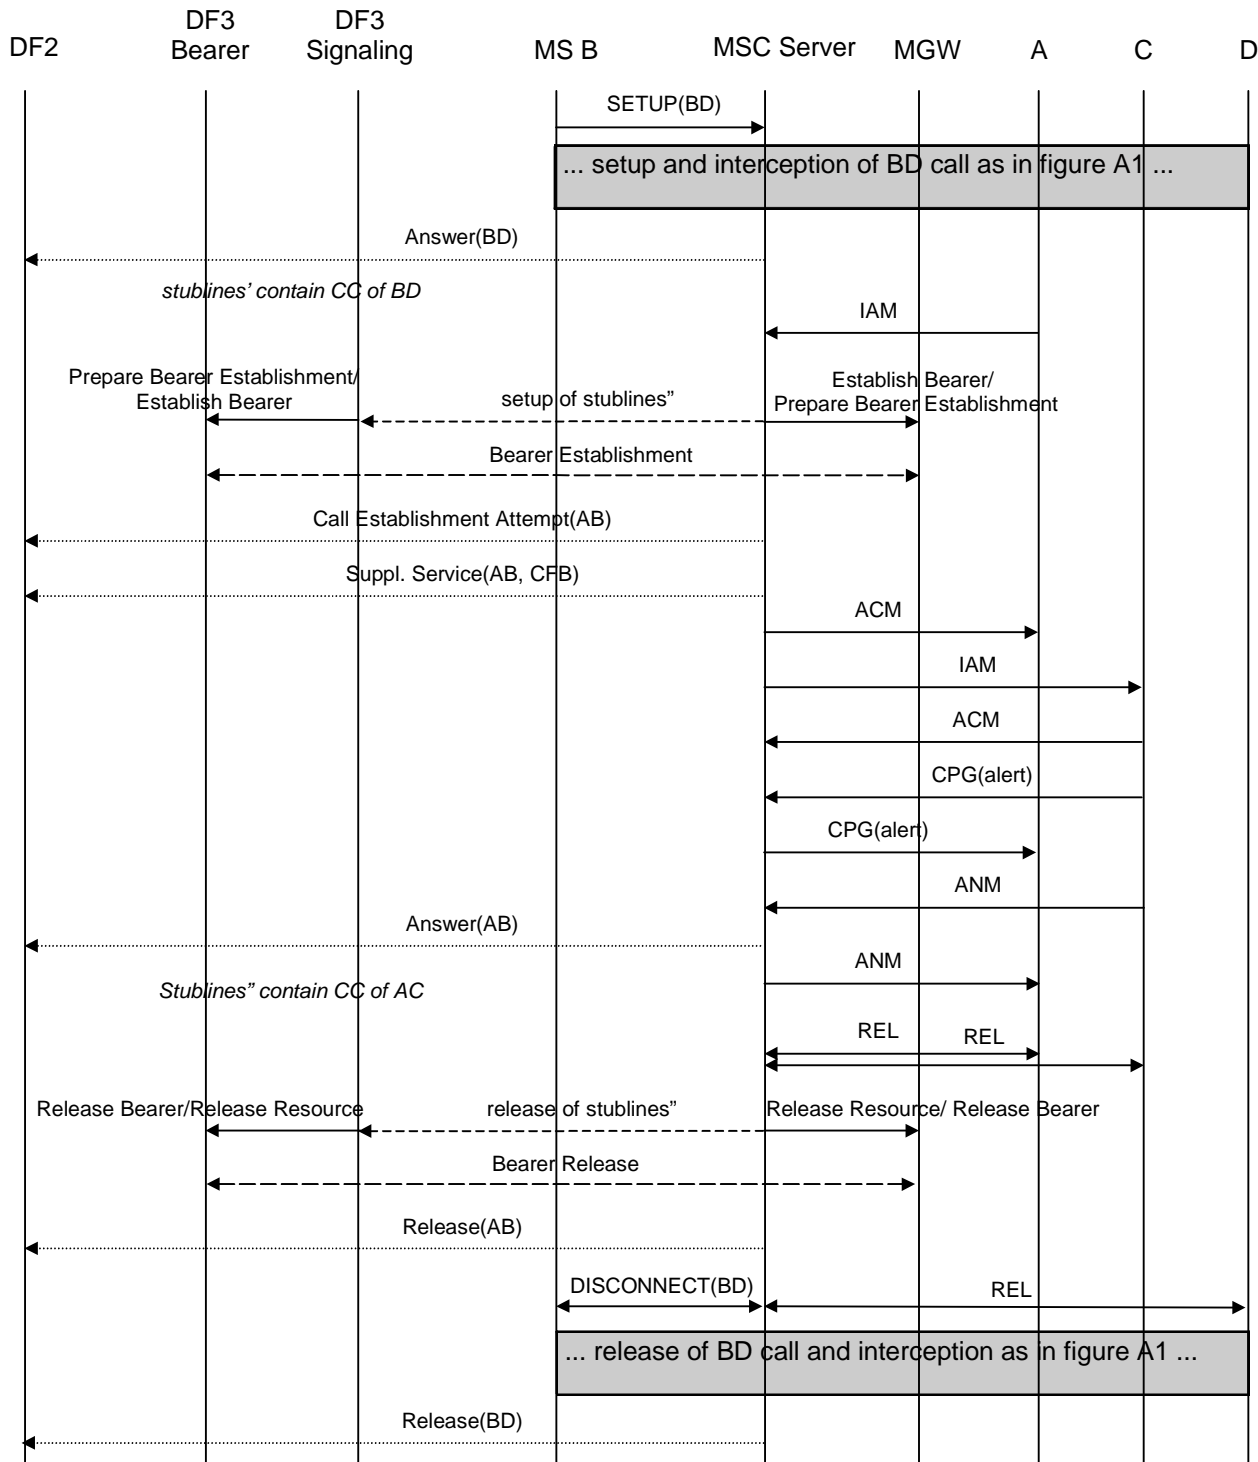 DF2
DF3
Bearer
DF3
Signaling
MS B
MSC Server
MGW
A
C
D
SETUP(BD)
... setup and interception of BD call as in figure A1 ...
Answer(BD)
stublines’ contain CC of BD
IAM
Prepare Bearer Establishment/
Establish Bearer
setup of stublines”
Establish Bearer/
Prepare Bearer Establishment
Bearer Establishment
Call Establishment Attempt(AB)
Suppl. Service(AB, CFB)
ACM
IAM
ACM
CPG(alert)
CPG(alert)
ANM
Answer(AB)
ANM
Stublines” contain CC of AC
REL
REL
Release Bearer/Release Resource
release of stublines”
Release Resource/ Release Bearer
Bearer Release
Release(AB)
DISCONNECT(BD)
REL
... release of BD call and interception as in figure A1 ...
Release(BD)